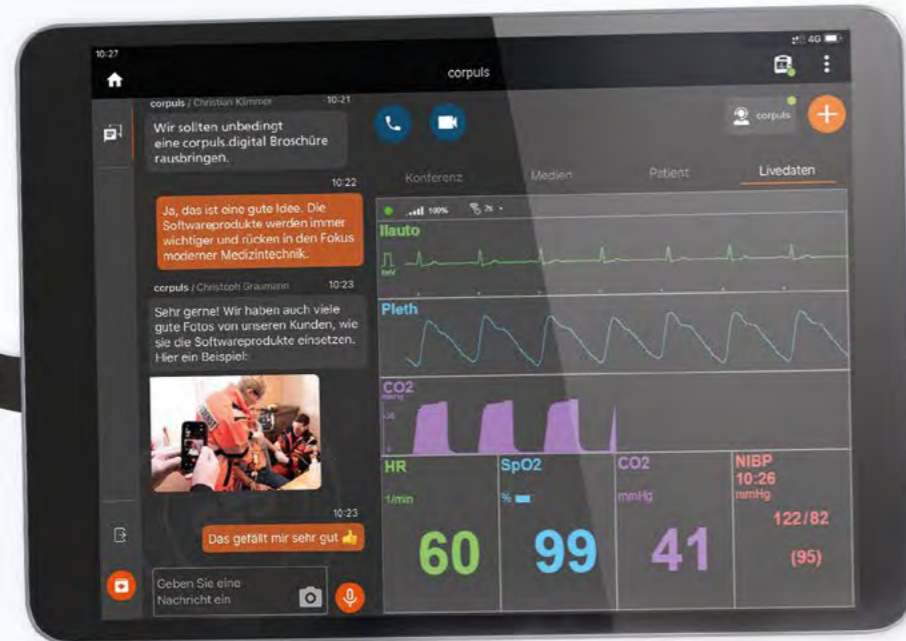 10:27
4G
corpuls
corpuls / Christian Klimmer
10:21
Wir sollten unbedingt
eine corpuls.digital Broschüre
rausbringen.
10:22
Ja, das ist eine gute Idee. Die
Softwareprodukte werden immer
wichtiger und rücken in den Fokus
moderner Medizintechnik.
corpuls / Christoph Graumann
10:23
Sehr gerne! Wir haben auch viele
gute Fotos von unseren Kunden, wie
sie die Softwareprodukte einsetzen.
Hier ein Beispiel:
10:23
Das gefällt mir sehr gut 👍
Geben Sie eine
Nachricht ein
corpuls
Konferenz
Medien
Patient
Livedaten
100%
2s
IIauto
1mV
Pleth
CO2
mmHg
HR
1/min
60
SpO2
%
99
CO2
mmHg
41
NIBP
10:26
mmHg
122/82
(95)